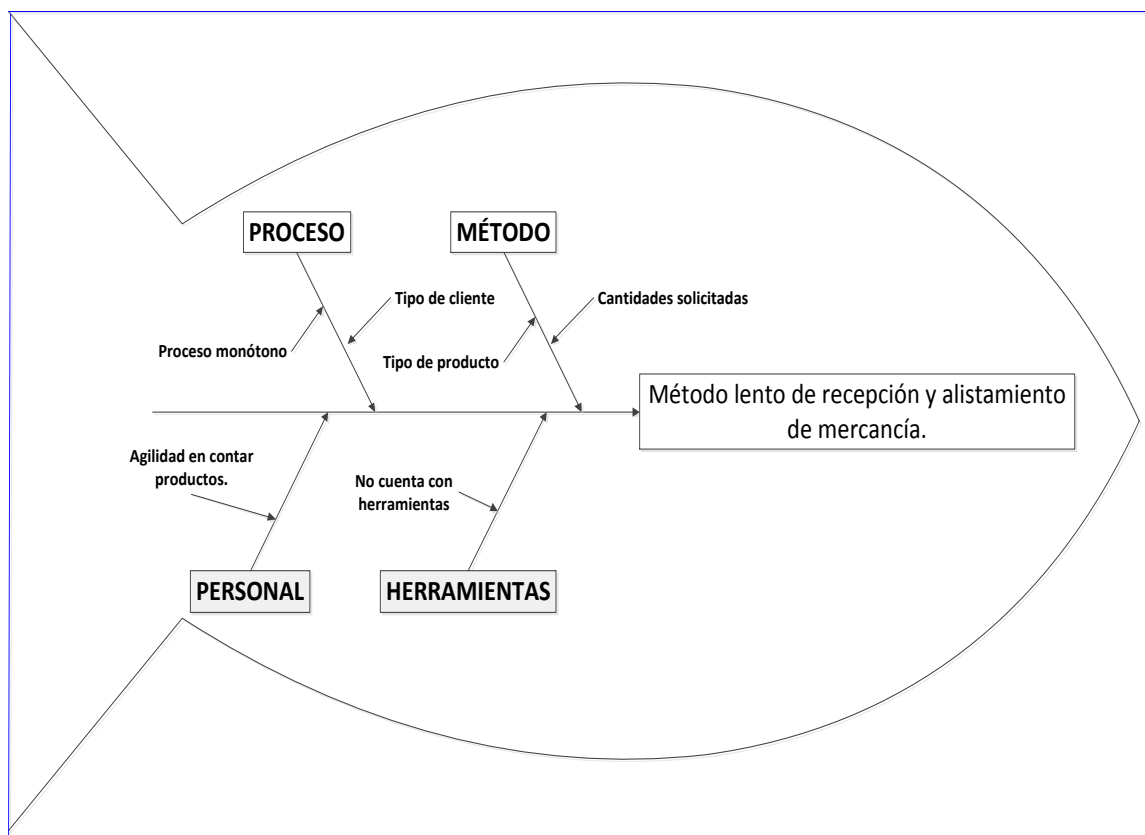 PROCESO
MÉTODO
Tipo de cliente
Cantidades solicitadas
Proceso monótono
Tipo de producto
Método lento de recepción y alistamiento
de mercancía.
Agilidad en contar
productos.
No cuenta con
herramientas
PERSONAL
HERRAMIENTAS